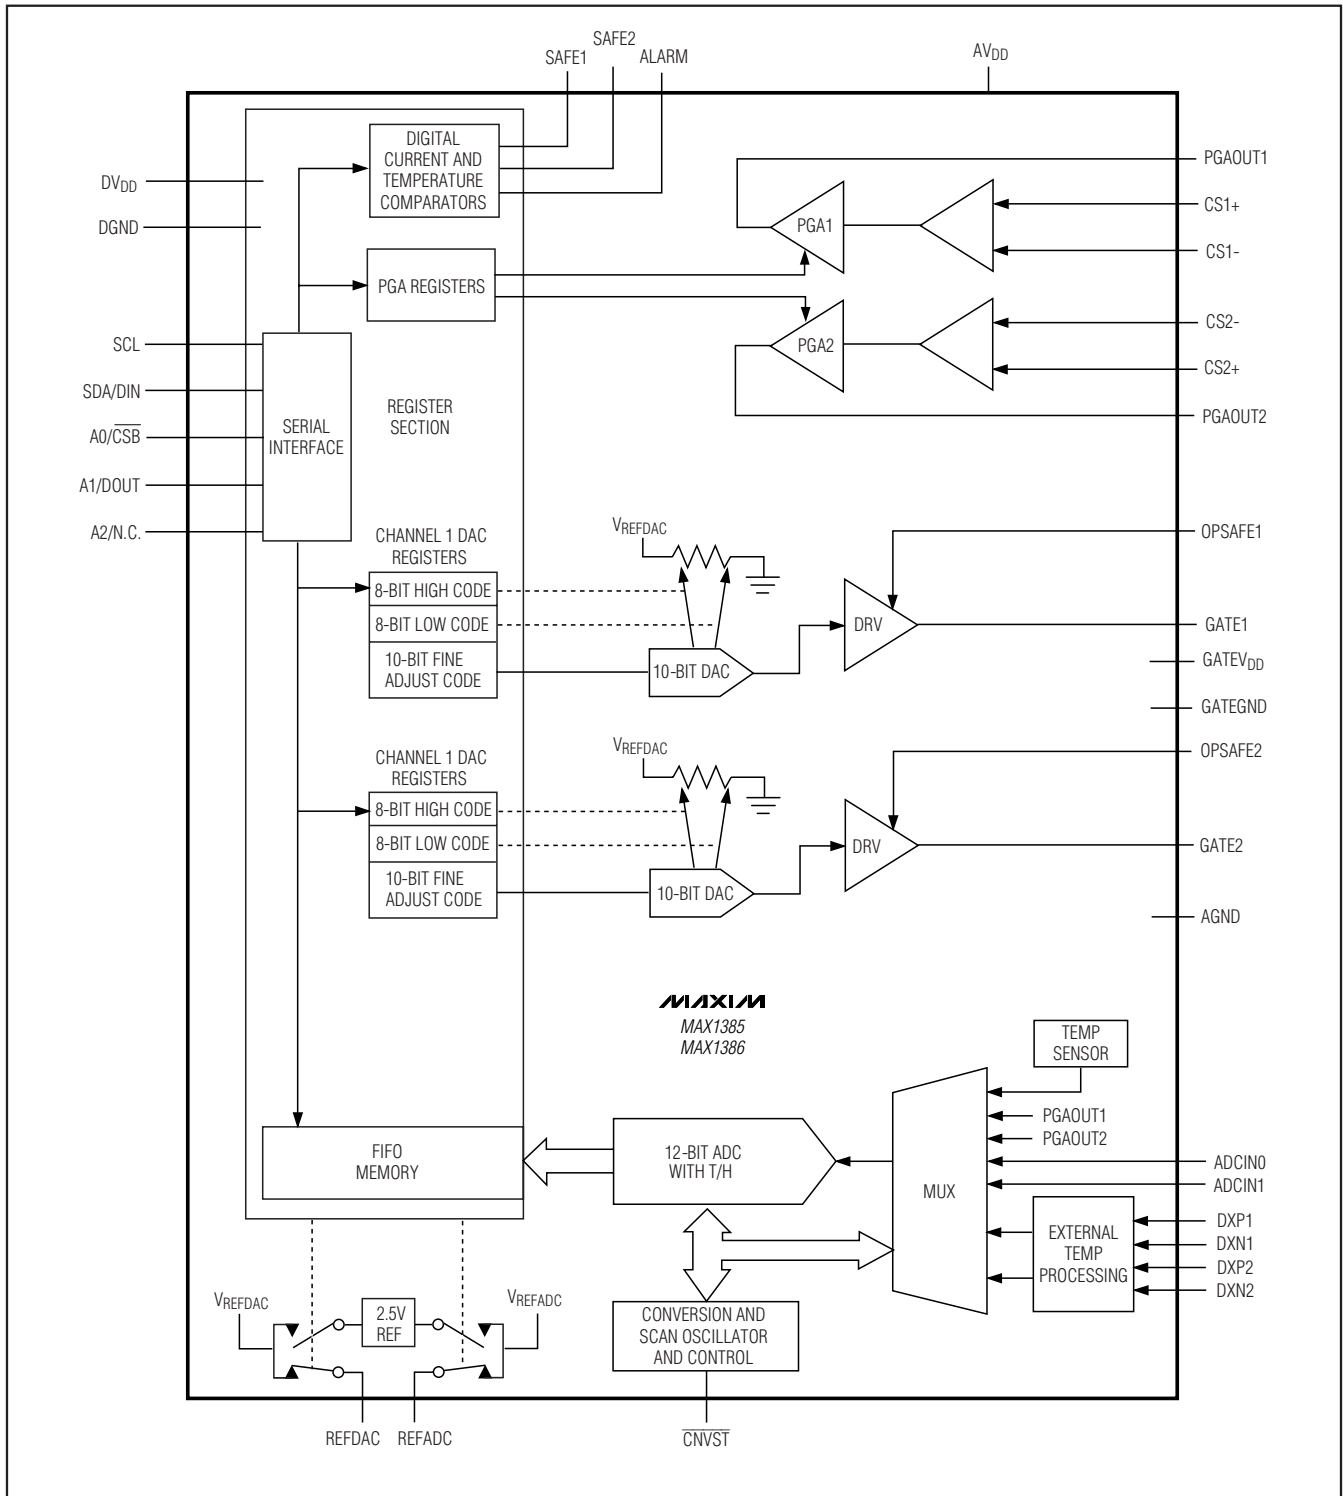 SAFE1
SAFE2
ALARM
AVDD
DIGITAL
CURRENT AND
TEMPERATURE
COMPARATORS
PGAOUT1
DVDD
CS1+
DGND
PGA1
CS1-
PGA REGISTERS
CS2-
SCL
PGA2
CS2+
SDA/DIN
REGISTER
SECTION
PGAOUT2
A0/CSB
SERIAL
INTERFACE
A1/DOUT
A2/N.C.
CHANNEL 1 DAC
REGISTERS
VREFDAC
OPSAFE1
8-BIT HIGH CODE
8-BIT LOW CODE
DRV
GATE1
10-BIT FINE
ADJUST CODE
10-BIT DAC
GATEVDD
GATEGND
CHANNEL 1 DAC
REGISTERS
VREFDAC
OPSAFE2
8-BIT HIGH CODE
8-BIT LOW CODE
DRV
GATE2
10-BIT FINE
ADJUST CODE
10-BIT DAC
AGND
MAXIM
MAX1385
MAX1386
TEMP
SENSOR
PGAOUT1
PGAOUT2
FIFO
MEMORY
12-BIT ADC
WITH T/H
MUX
ADCIN0
ADCIN1
EXTERNAL
TEMP
PROCESSING
DXP1
DXN1
DXP2
DXN2
VREFDAC
2.5V
REF
VREFADC
CONVERSION AND
SCAN OSCILLATOR
AND CONTROL
REFDAC
REFADC
CNVST